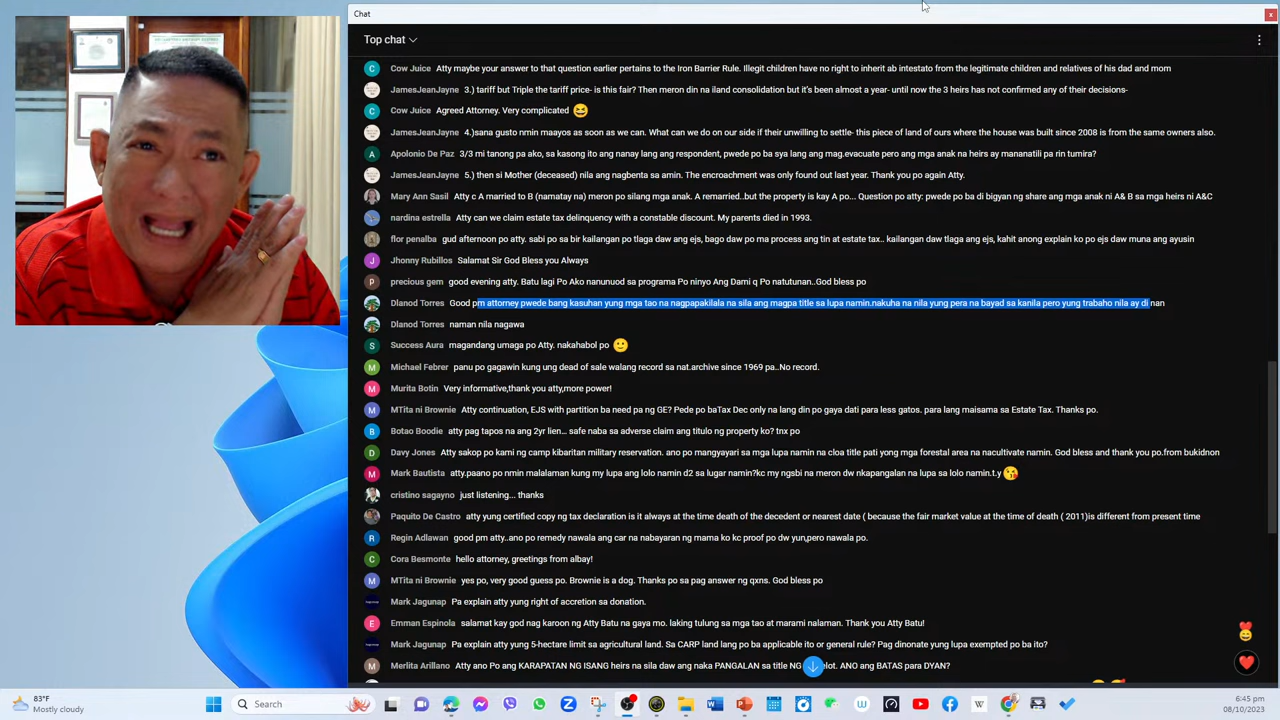 Chat
x
Top chat
C Cow Juice Atty maybe your answer to that question earlier pertains to the Iron Barrier Rule. Illegit children have no right to inherit ab intestato from the legitimate children and relatives of his dad and mom
JamesJeanJayne 3.) tariff but Triple the tariff price- is this fair? Then meron din na iland consolidation but it's been almost a year- until now the 3 heirs has not confirmed any of their decisions-
C Cow Juice Agreed Attorney. Very complicated 😆
JamesJeanJayne 4.)sana gusto nmin maayos as soon as we can. What can we do on our side if their unwilling to settle- this piece of land of ours where the house was built since 2008 is from the same owners also.
A Apolonio De Paz 3/3 mi tanong pa ako, sa kasong ito ang nanay lang ang respondent, pwede po ba sya lang ang mag.evacuate pero ang mga anak na heirs ay mananatili pa rin tumira?
JamesJeanJayne 5.) then si Mother (deceased) nila ang nagbenta sa amin. The encroachment was only found out last year. Thank you po again Atty.
Mary Ann Sasil Atty c A married to B (namatay na) meron po silang mga anak. A remarried..but the property is kay A po... Question po atty: pwede po ba di bigyan ng share ang mga anak ni A& B sa mga heirs ni A&C
nardina estrella Atty can we claim estate tax delinquency with a constable discount. My parents died in 1993.
flor penalba gud afternoon po atty. sabi po sa bir kailangan po tlaga daw ang ejs, bago daw po ma process ang tin at estate tax.. kailangan daw tlaga ang ejs, kahit anong explain ko po ejs daw muna ang ayusin
J Jhonny Rubillos Salamat Sir God Bless you Always
P precious gem good evening atty. Batu lagi Po Ako nanunuod sa programa Po ninyo Ang Dami q Po natutunan..God bless po
Dlanod Torres Good pm attorney pwede bang kasuhan yung mga tao na nagpapakilala na sila ang magpa title sa lupa namin.nakuha na nila yung pera na bayad sa kanila pero yung trabaho nila ay di nan
Dlanod Torres naman nila nagawa
S Success Aura magandang umaga po Atty. nakahabol po 🙂
Michael Febrer panu po gagawin kung ung dead of sale walang record sa nat.archive since 1969 pa..No record.
M Murita Botin Very informative,thank you atty,more power!
M MTita ni Brownie Atty continuation, EJS with partition ba need pa ng GE? Pede po baTax Dec only na lang din po gaya dati para less gatos. para lang maisama sa Estate Tax. Thanks po.
B Botao Boodie atty pag tapos na ang 2yr lien... safe naba sa adverse claim ang titulo ng property ko? tnx po
D Davy Jones Atty sakop po kami ng camp kibaritan military reservation. ano po mangyayari sa mga lupa namin na cloa title pati yong mga forestal area na nacultivate namin. God bless and thank you po.from bukidnon
M Mark Bautista atty.paano po nmin malalaman kung my lupa ang lolo namin d2 sa lugar namin?kc my ngsbi na meron dw nkapangalan na lupa sa lolo namin.t.y 😘
cristino sagayno just listening... thanks
Paquito De Castro atty yung certified copy ng tax declaration is it always at the time death of the decedent or nearest date ( because the fair market value at the time of death ( 2011)is different from present time
R Regin Adlawan good pm atty..ano po remedy nawala ang car na nabayaran ng mama ko kc proof po dw yun,pero nawala po.
C Cora Besmonte hello attorney, greetings from albay!
M MTita ni Brownie yes po, very good guess po. Brownie is a dog. Thanks po sa pag answer ng qxns. God bless po
Mark Jagunap Pa explain atty yung right of accretion sa donation.
E Emman Espinola salamat kay god nag karoon ng Atty Batu na gaya mo. laking tulung sa mga tao at marami nalaman. Thank you Atty Batu!
Mark Jagunap Pa explain atty yung 5-hectare limit sa agricultural land. Sa CARP land lang po ba applicable ito or general rule? Pag dinonate yung lupa exempted po ba ito?
M Merlita Arillano Atty ano Po ang KARAPATAN NG ISANG heirs na sila daw ang naka PANGALAN sa title NG elot. ANO ang BATAS para DYAN?
83°F
Mostly cloudy
Search
6:45 pm
08/10/2023